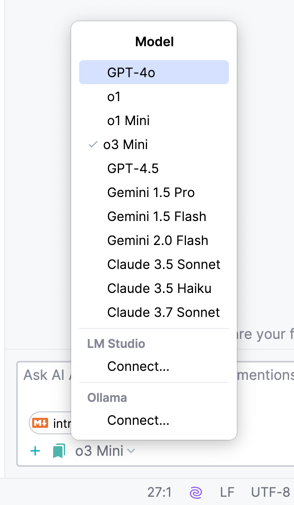 Model
GPT-4o
o1
o1 Mini
✓ o3 Mini
GPT-4.5
Gemini 1.5 Pro
Gemini 1.5 Flash
Gemini 2.0 Flash
Claude 3.5 Sonnet
Claude 3.5 Haiku
Claude 3.7 Sonnet
LM Studio
Connect...
Ollama
Connect...
your f
Ask AI mentions
M↓ intr
+ o3 Mini
27:1 LF UTF-8